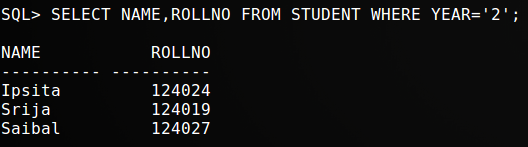 SQL> SELECT NAME,ROLLNO FROM STUDENT WHERE YEAR='2';
NAME           ROLLNO
---------- ----------
Ipsita         124024
Srija          124019
Saibal         124027